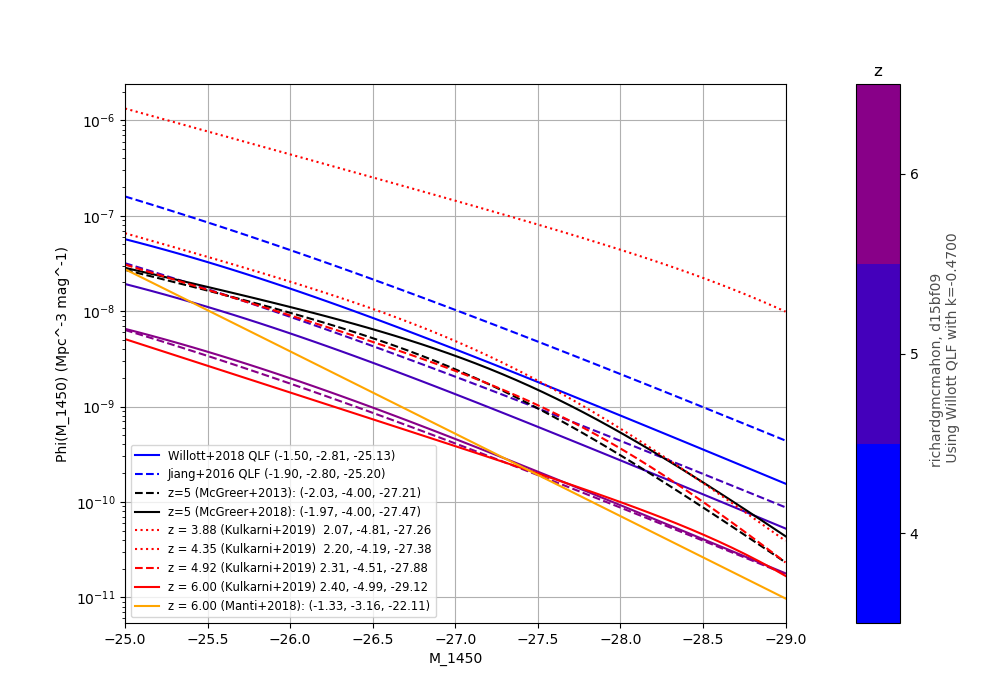 z
10^-6
10^-7
10^-8
10^-9
10^-10
10^-11
Phi(M_1450) (Mpc^-3 mag^-1)
Willott+2018 QLF (-1.50, -2.81, -25.13)
Jiang+2016 QLF (-1.90, -2.80, -25.20)
z=5 (McGreer+2013): (-2.03, -4.00, -27.21)
z=5 (McGreer+2018): (-1.97, -4.00, -27.47)
z = 3.88 (Kulkarni+2019)  2.07, -4.81, -27.26
z = 4.35 (Kulkarni+2019)  2.20, -4.19, -27.38
z = 4.92 (Kulkarni+2019) 2.31, -4.51, -27.88
z = 6.00 (Kulkarni+2019) 2.40, -4.99, -29.12
z = 6.00 (Manti+2018): (-1.33, -3.16, -22.11)
−25.0 −25.5 −26.0 −26.5 −27.0 −27.5 −28.0 −28.5 −29.0
M_1450
6
5
4
richardgmcmahon, d15bf09
Using Willott QLF with k=-0.4700